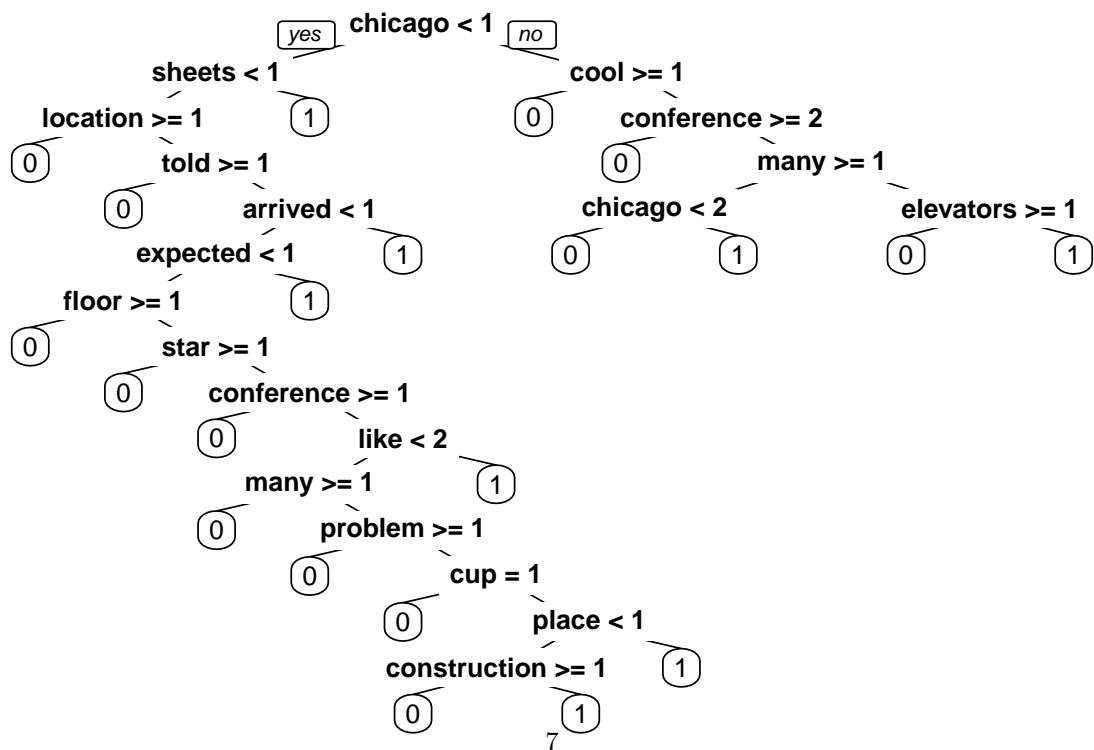 chicago < 1
yes no
sheets < 1 cool >= 1
location >= 1 1 0 conference >= 2
0 told >= 1 0 many >= 1
0 arrived < 1 chicago < 2 elevators >= 1
expected < 1 1 0 1 0 1
floor >= 1 1
0 star >= 1
0 conference >= 1
0 like < 2
many >= 1 1
0 problem >= 1
0 cup = 1
0 place < 1
construction >= 1 1
0 1
7